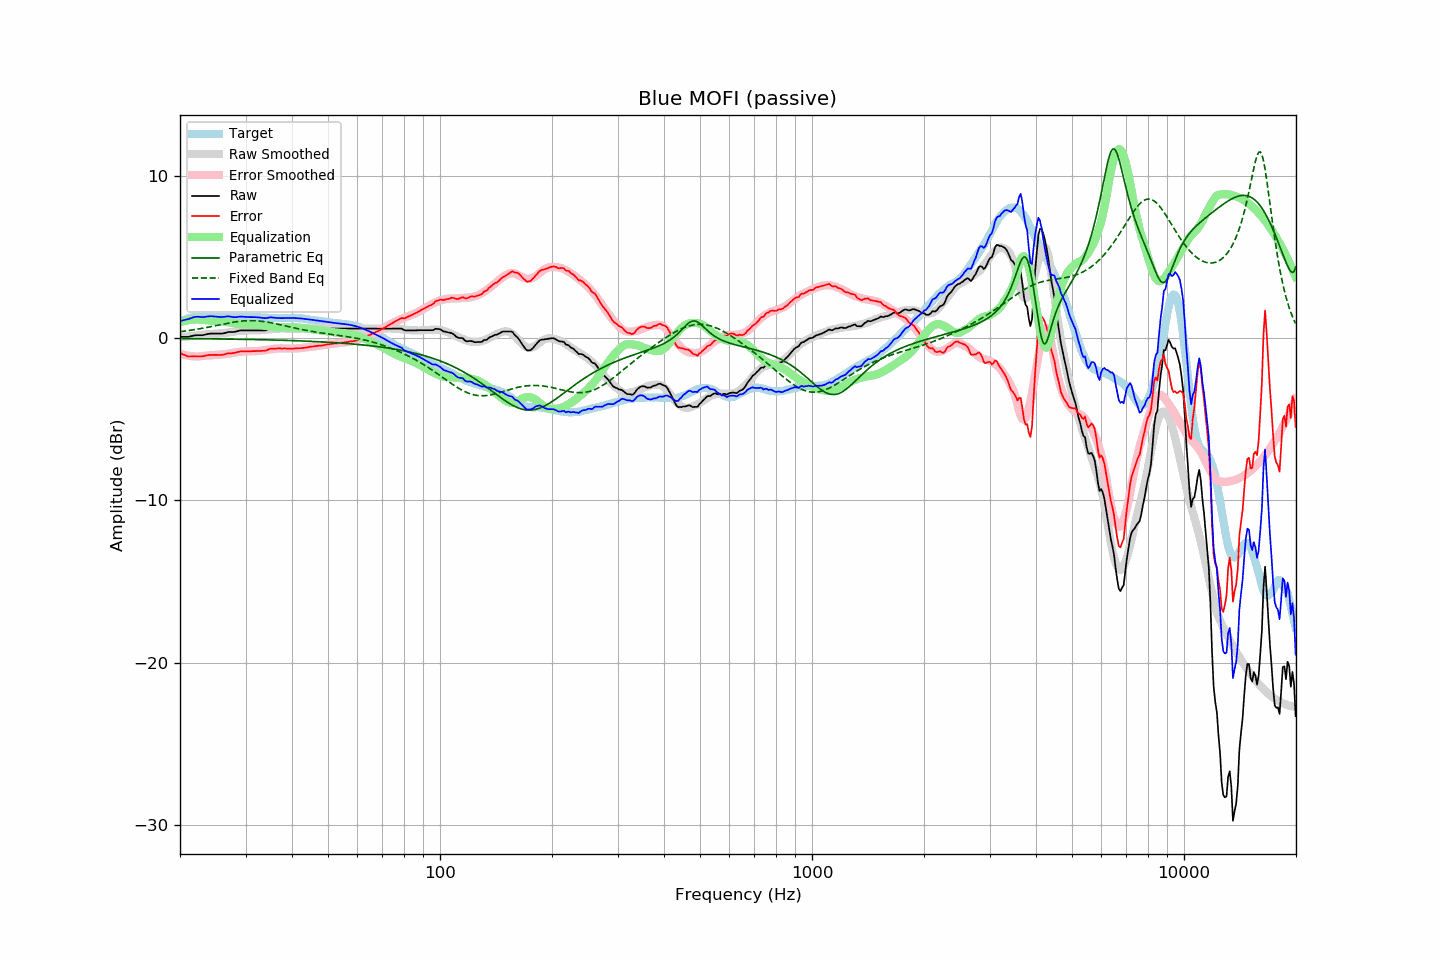 Blue MOFI (passive)
Target
Raw Smoothed
Error Smoothed
Raw
Error
Equalization
Parametric Eq
Fixed Band Eq
Equalized
10
0
−10
−20
−30
Amplitude (dBr)
100
1000
10000
Frequency (Hz)